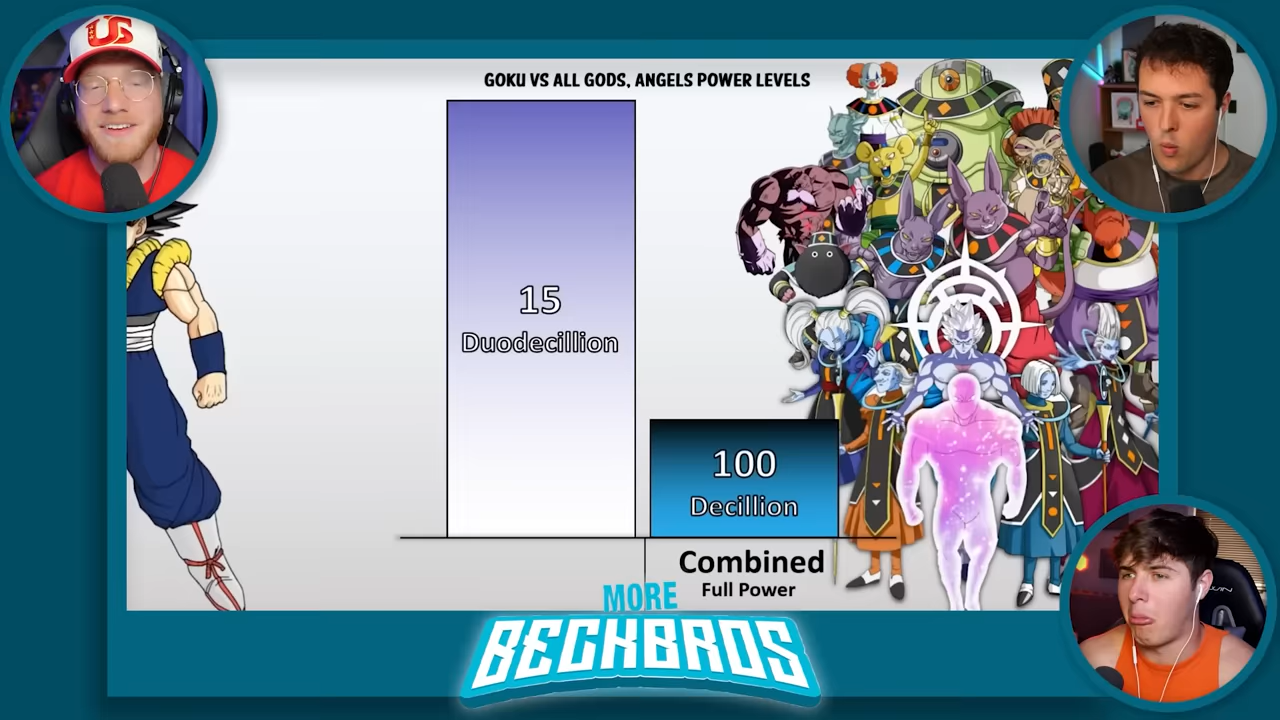 GOKU VS ALL GODS, ANGELS POWER LEVELS
15
Duodecillion
100
Decillion
Combined
Full Power
MORE
BECKBROS